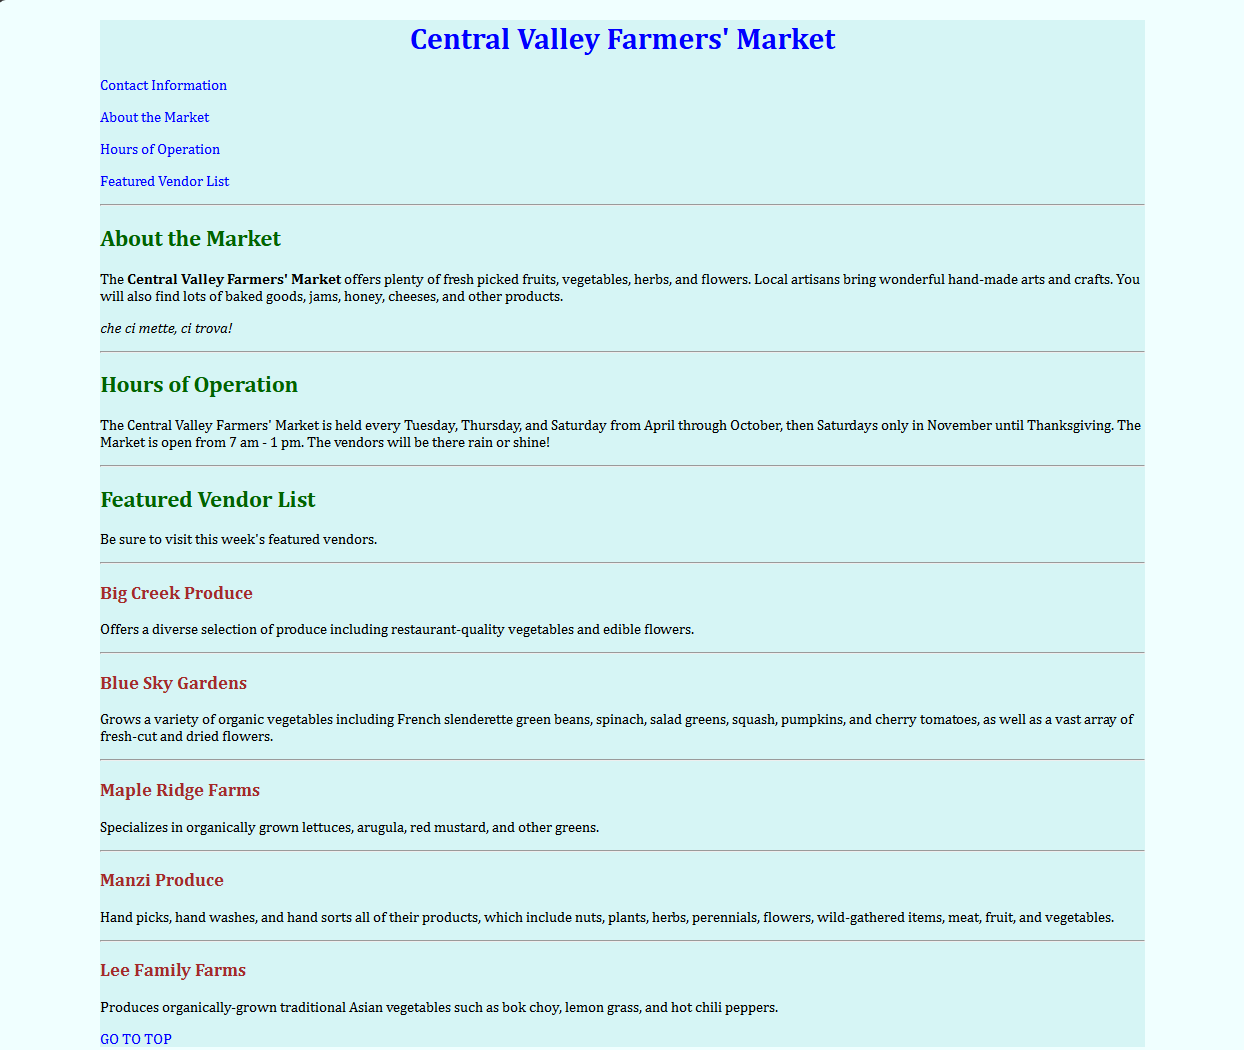 Central Valley Farmers' Market
Contact Information
About the Market
Hours of Operation
Featured Vendor List
About the Market
The Central Valley Farmers' Market offers plenty of fresh picked fruits, vegetables, herbs, and flowers. Local artisans bring wonderful hand-made arts and crafts. You
will also find lots of baked goods, jams, honey, cheeses, and other products.
che ci mette, ci trova!
Hours of Operation
The Central Valley Farmers' Market is held every Tuesday, Thursday, and Saturday from April through October, then Saturdays only in November until Thanksgiving. The
Market is open from 7 am - 1 pm. The vendors will be there rain or shine!
Featured Vendor List
Be sure to visit this week's featured vendors.
Big Creek Produce
Offers a diverse selection of produce including restaurant-quality vegetables and edible flowers.
Blue Sky Gardens
Grows a variety of organic vegetables including French slenderette green beans, spinach, salad greens, squash, pumpkins, and cherry tomatoes, as well as a vast array of
fresh-cut and dried flowers.
Maple Ridge Farms
Specializes in organically grown lettuces, arugula, red mustard, and other greens.
Manzi Produce
Hand picks, hand washes, and hand sorts all of their products, which include nuts, plants, herbs, perennials, flowers, wild-gathered items, meat, fruit, and vegetables.
Lee Family Farms
Produces organically-grown traditional Asian vegetables such as bok choy, lemon grass, and hot chili peppers.
GO TO TOP